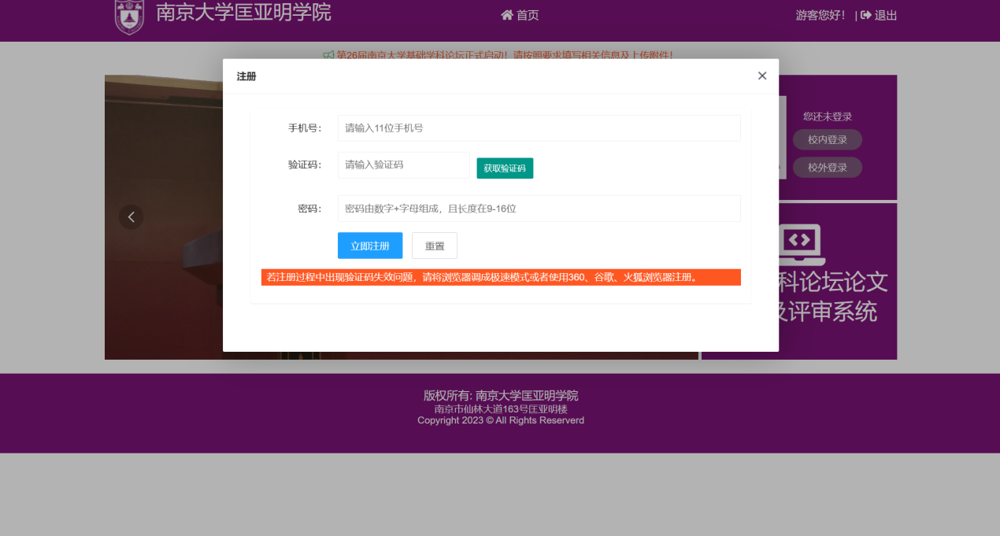 南京大学匡亚明学院
首页
游客您好! | 退出
第26届南京大学基础学科论坛正式启动! 请按照要求填写相关信息及上传附件!
注册
手机号: 请输入11位手机号
验证码: 请输入验证码 获取验证码
密码: 密码由数字+字母组成, 且长度在9-16位
立即注册 重置
若注册过程中出现验证码失效问题, 请将浏览器调成极速模式或者使用360、谷歌、火狐浏览器注册。
您还未登录
校内登录
校外登录
科论坛论文
及评审系统
版权所有: 南京大学匡亚明学院
南京市仙林大道163号匡亚明楼
Copyright 2023 © All Rights Reserverd